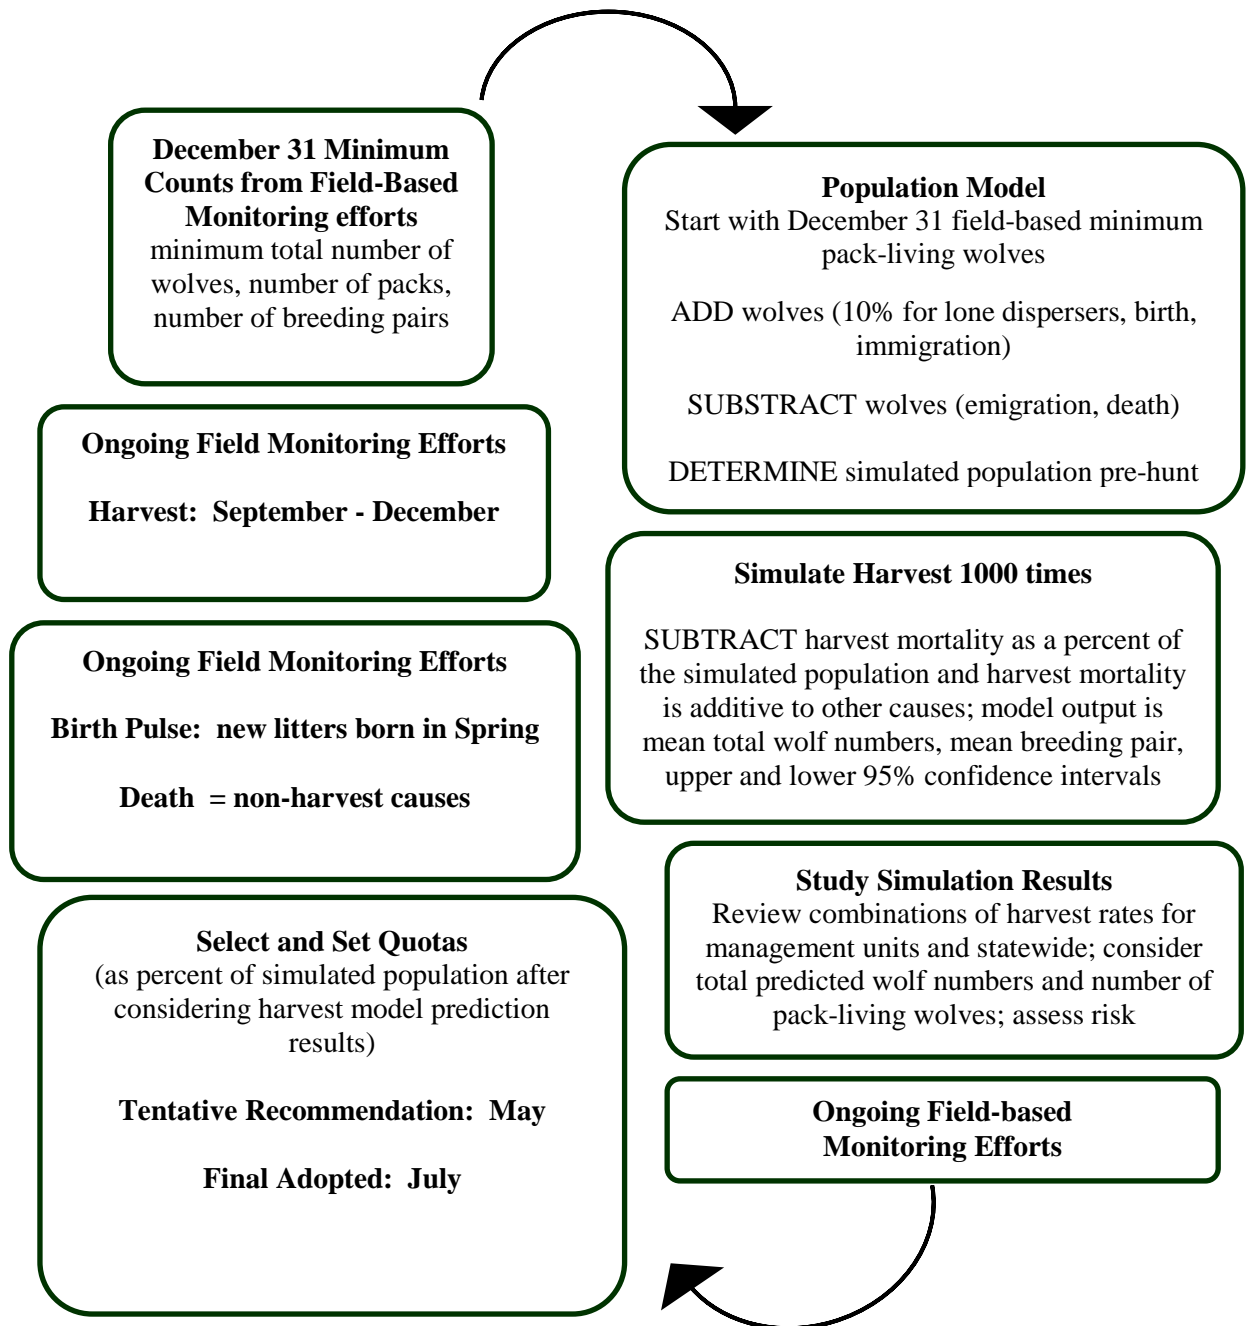 December 31 Minimum
Counts from Field-Based
Monitoring efforts
minimum total number of
wolves, number of packs,
number of breeding pairs
Population Model
Start with December 31 field-based minimum
pack-living wolves
ADD wolves (10% for lone dispersers, birth,
immigration)
SUBSTRACT wolves (emigration, death)
DETERMINE simulated population pre-hunt
Simulate Harvest 1000 times
SUBTRACT harvest mortality as a percent of
the simulated population and harvest mortality
is additive to other causes; model output is
mean total wolf numbers, mean breeding pair,
upper and lower 95% confidence intervals
Study Simulation Results
Review combinations of harvest rates for
management units and statewide; consider
total predicted wolf numbers and number of
pack-living wolves; assess risk
Ongoing Field-based
Monitoring Efforts
Select and Set Quotas
(as percent of simulated population after
considering harvest model prediction
results)
Tentative Recommendation:  May
Final Adopted:  July
Ongoing Field Monitoring Efforts
Birth Pulse:  new litters born in Spring
Death  = non-harvest causes
Ongoing Field Monitoring Efforts
Harvest:  September - December